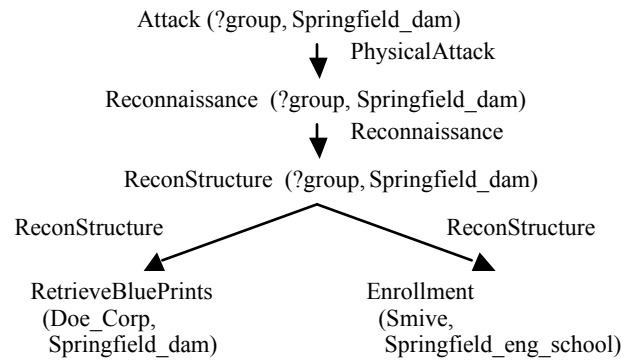 Attack (?group, Springfield_dam)
PhysicalAttack
Reconnaissance (?group, Springfield_dam)
Reconnaissance
ReconStructure (?group, Springfield_dam)
ReconStructure
ReconStructure
RetrieveBluePrints
(Doe_Corp,
Springfield_dam)
Enrollment
(Smive,
Springfield_eng_school)